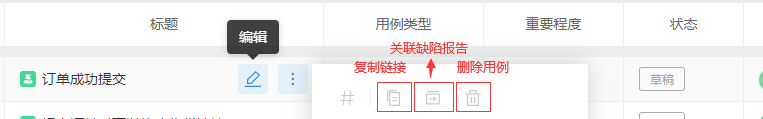 标题 用例类型 重要程度 状态
编辑
关联缺陷报告
复制链接 删除用例
订单成功提交 草稿
#